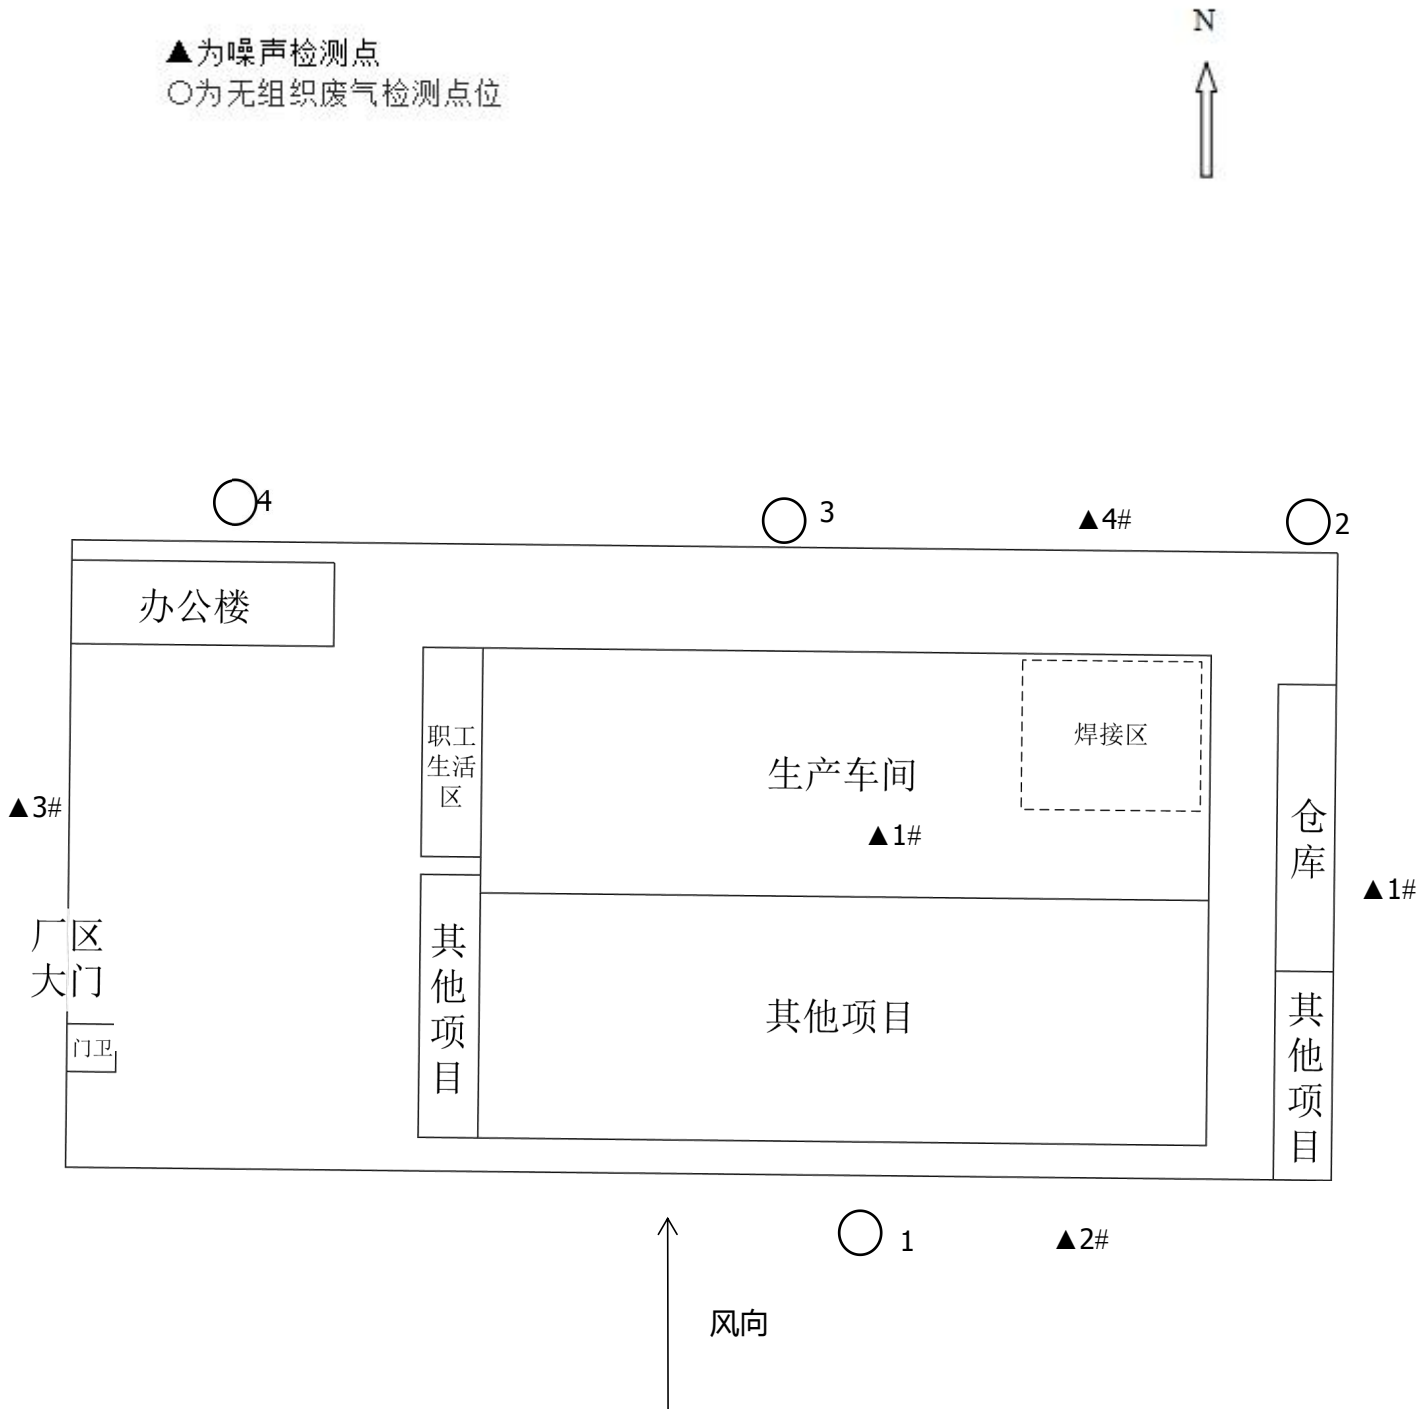 N
▲为噪声检测点
○为无组织废气检测点位
4
3
▲4#
2
办公楼
职工
生活
区
生产车间
焊接区
▲1#
▲3#
仓
库
▲1#
厂区
大门
门卫
其
他
项
目
其他项目
其
他
项
目
1
▲2#
风向